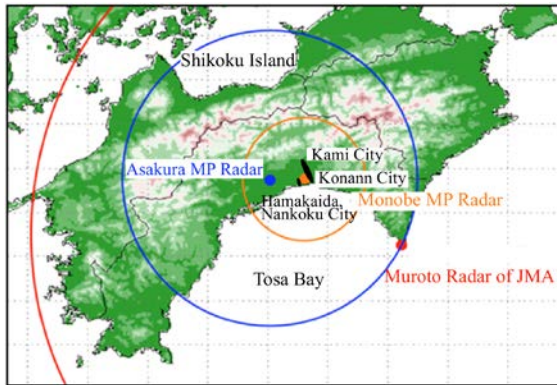 Shikoku Island
Kami City
Asakura MP Radar
Konann City
Hamakaida,
Nankoku City
Monobe MP Radar
Tosa Bay
Muroto Radar of JMA